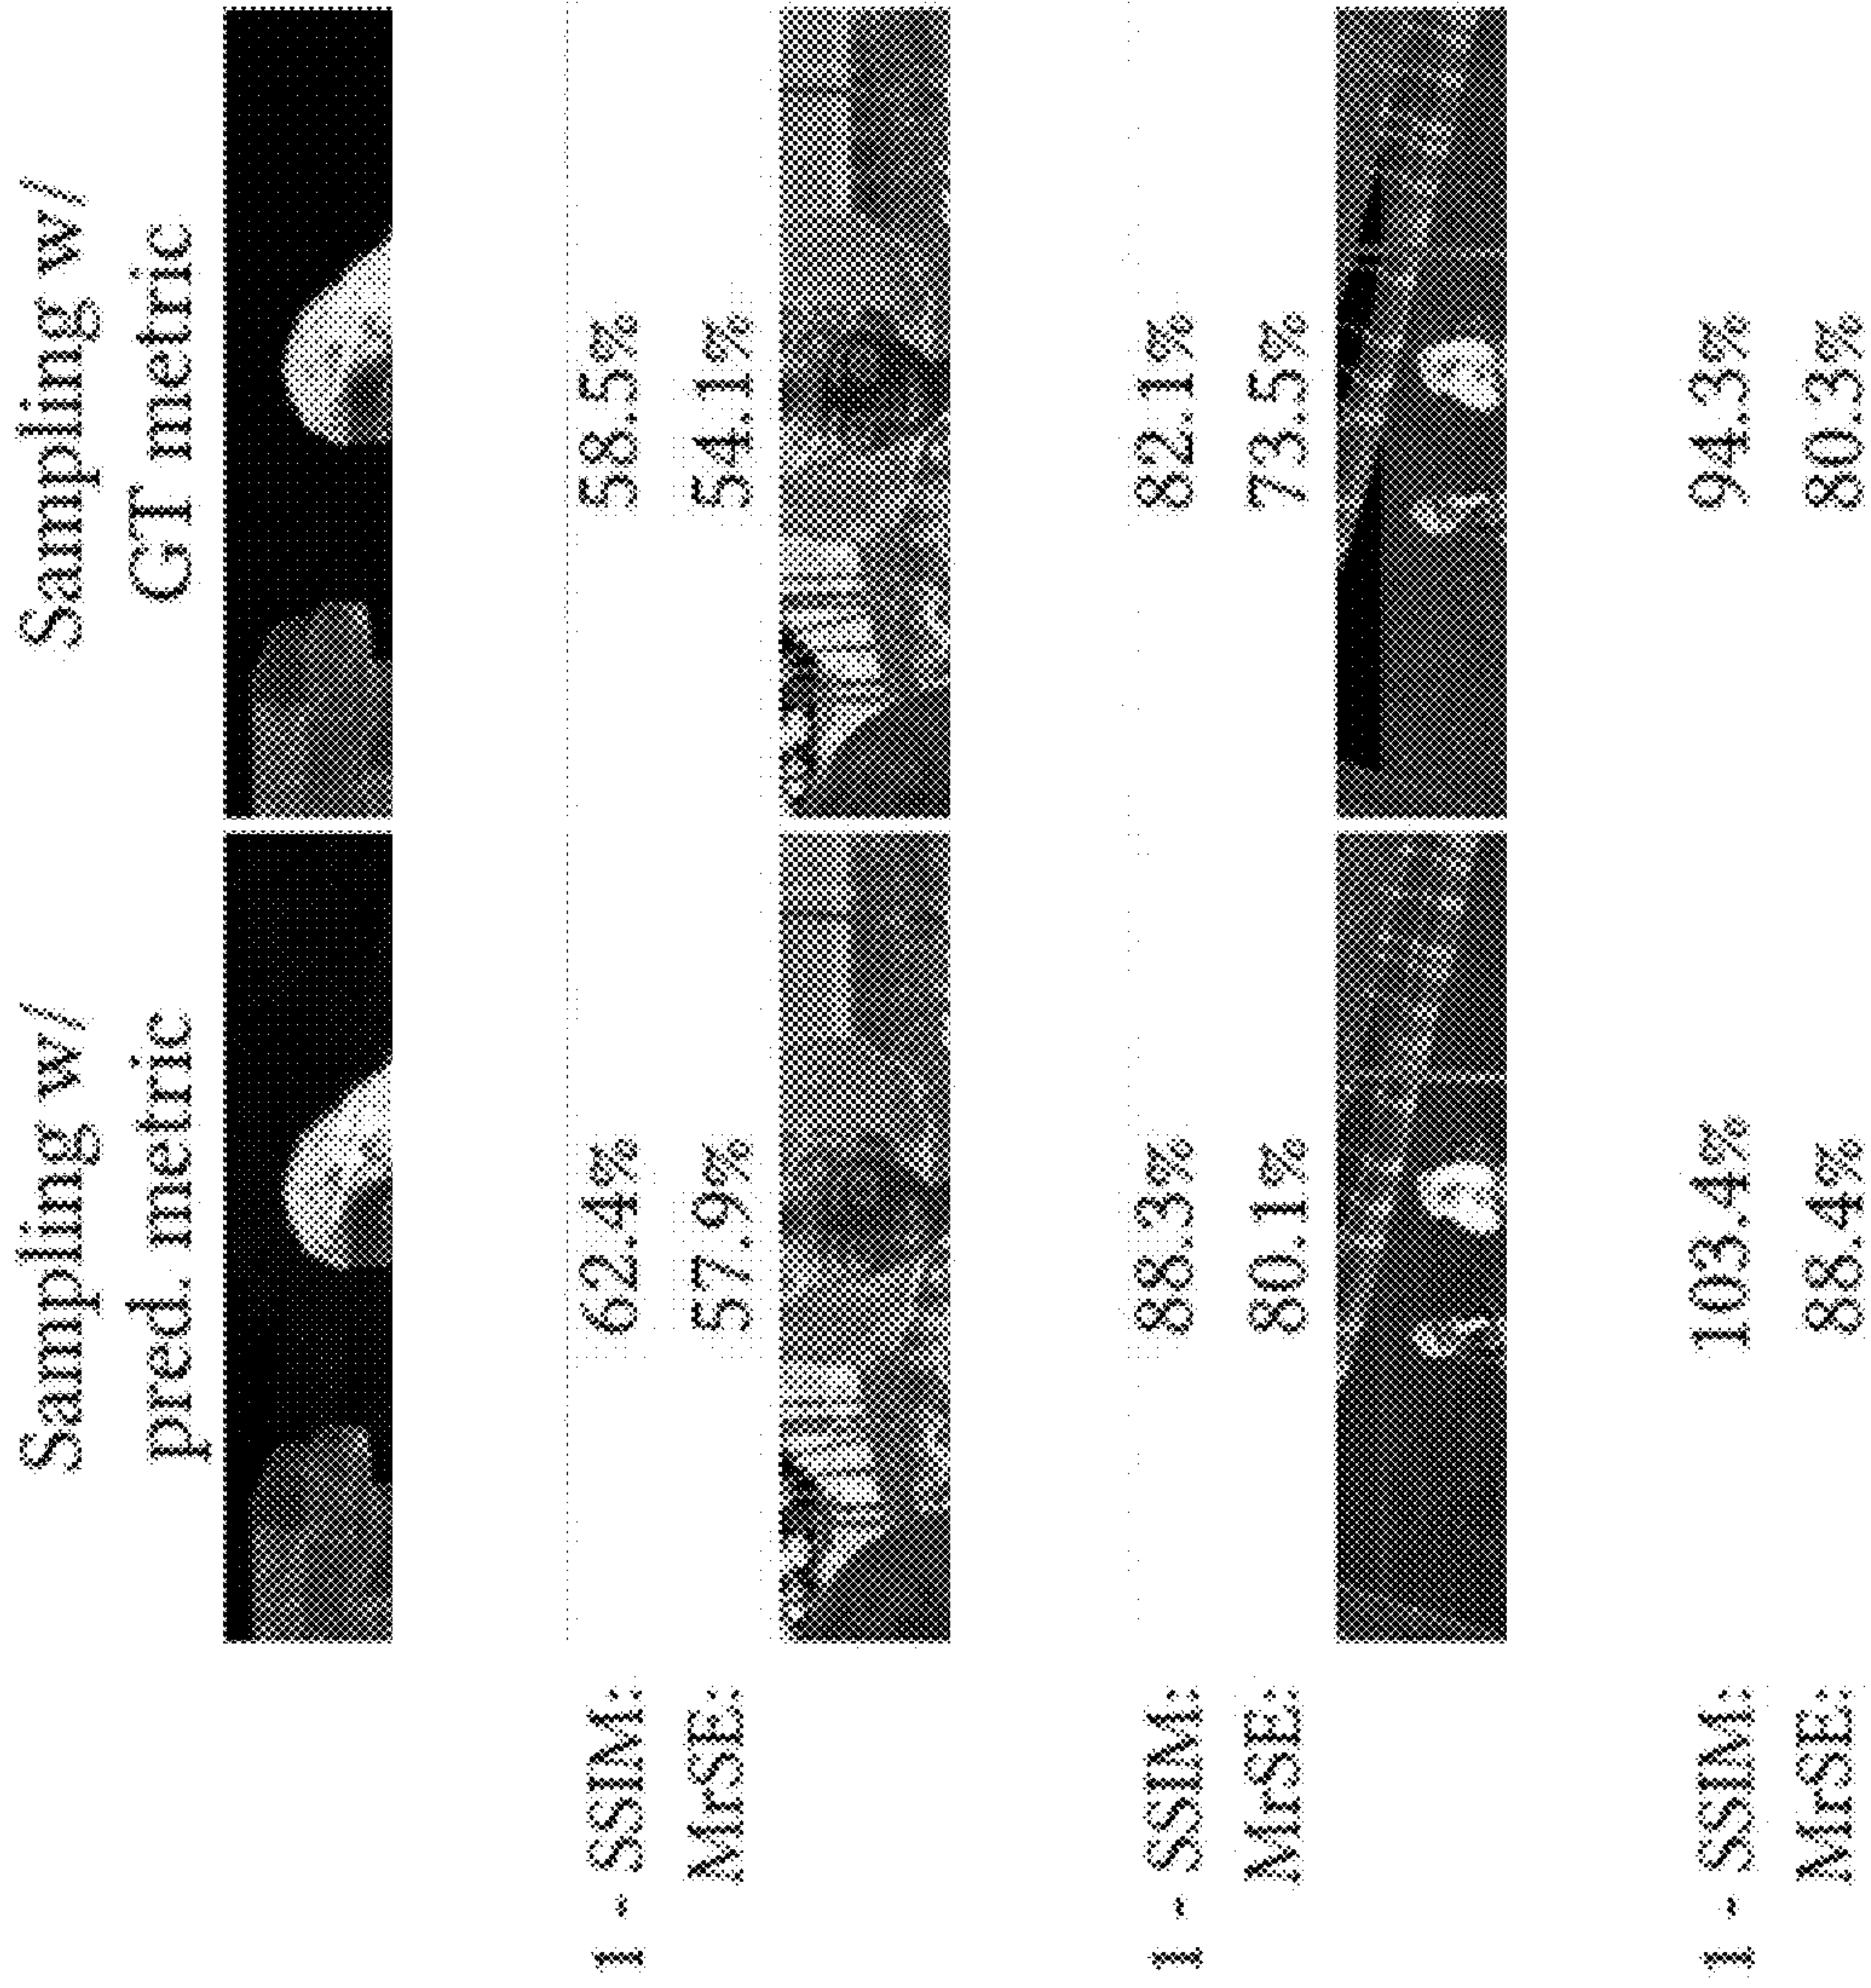 Sampling w/
pred. metric
Sampling w/
GT metric
1 - SSIM: 62.4% 58.5%
MrSE: 57.9% 54.1%
1 - SSIM: 88.3% 82.1%
MrSE: 80.1% 73.5%
1 - SSIM: 103.4% 94.3%
MrSE: 88.4% 80.3%